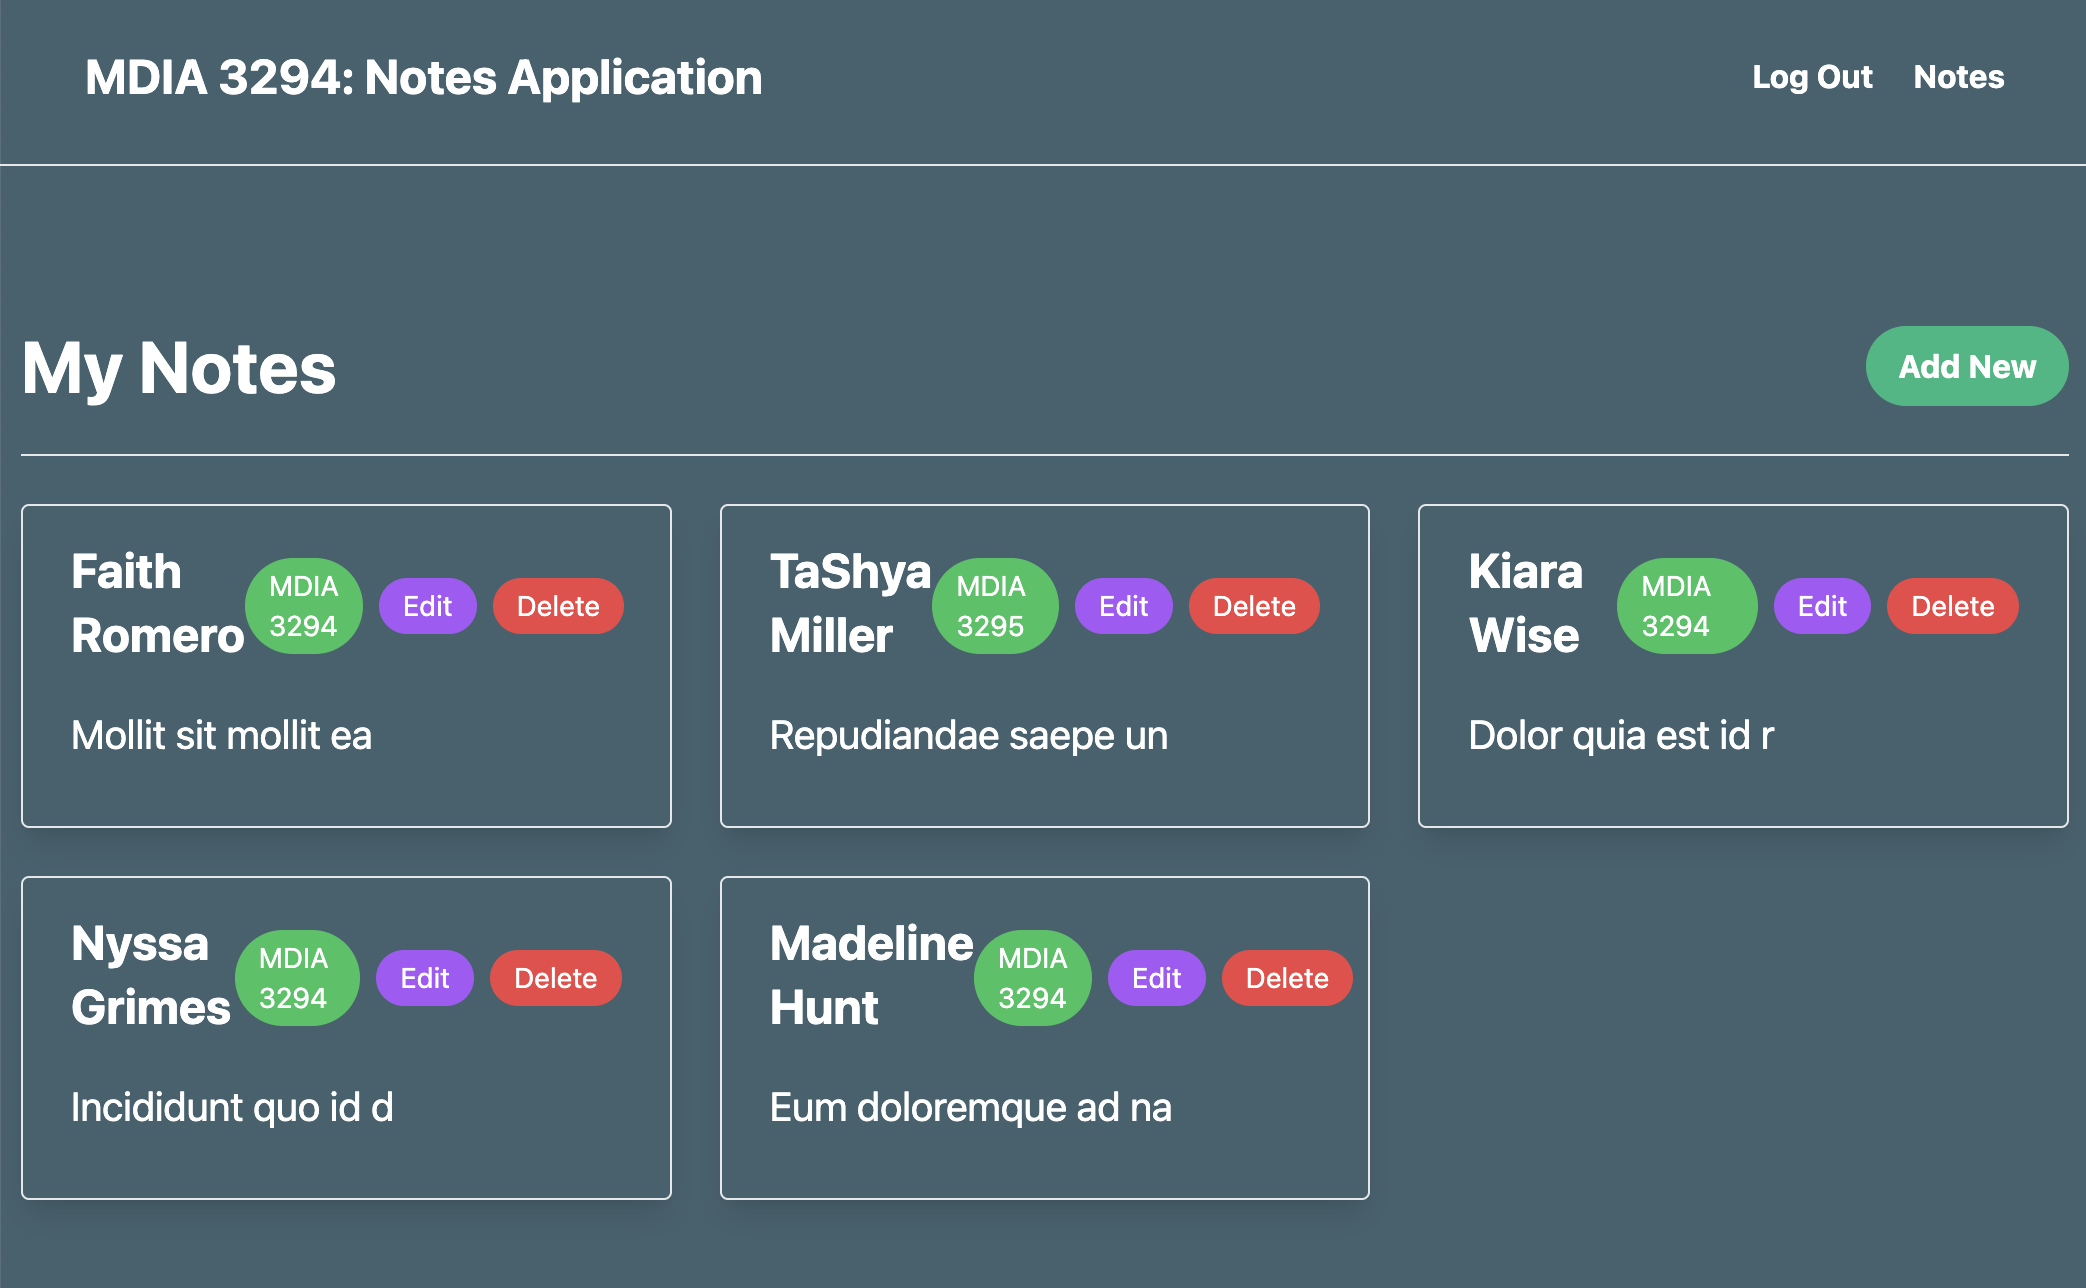 MDIA 3294: Notes Application
Log Out
Notes
My Notes
Add New
Faith
Romero
MDIA
3294
Edit
Delete
Mollit sit mollit ea
TaShya
Miller
MDIA
3295
Edit
Delete
Repudiandae saepe un
Kiara
Wise
MDIA
3294
Edit
Delete
Dolor quia est id r
Nyssa
Grimes
MDIA
3294
Edit
Delete
Incididunt quo id d
Madeline
Hunt
MDIA
3294
Edit
Delete
Eum doloremque ad na